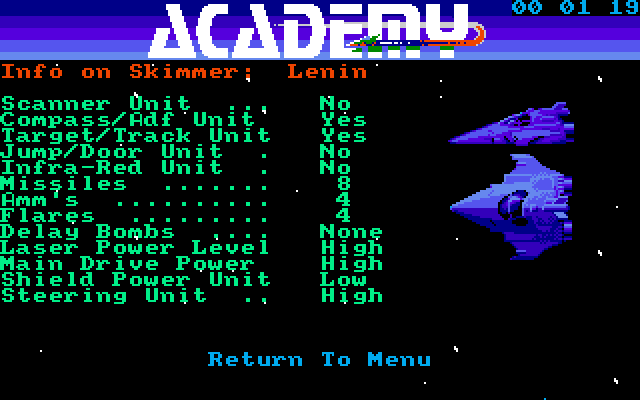 ACADEMY 00 01 19
Info on Skimmer: Lenin
Scanner Unit ... No
Compass/Adf Unit Yes
Target/Track Unit Yes
Jump/Door Unit . No
Infra-Red Unit . No
Missiles ....... 8
Amm's .......... 4
Flares .......... 4
Delay Bombs .... None
Laser Power Level High
Main Drive Power High
Shield Power Unit Low
Steering Unit .. High
Return To Menu